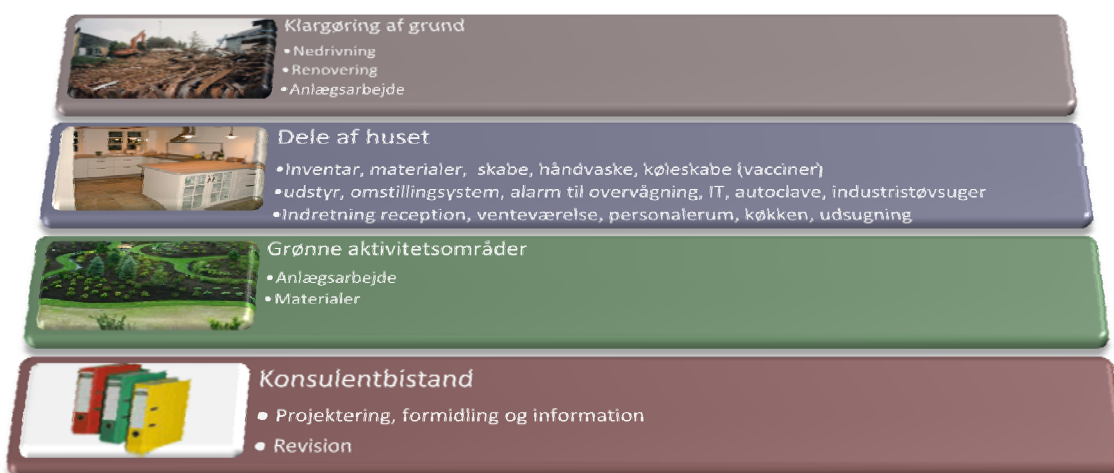 Klargøring af grund
•Nedrivning
•Renovering
•Anlægsarbejde
Dele af huset
•Inventar, materialer, skabe, håndvaske, køleskabe (vacciner)
•udstyr, omstillingsystem, alarm til overvågning, IT, autoclave, industristøvsuger
•Indretning reception, venteværelse, personalerum, køkken, udsugning
Grønne aktivitetsområder
•Anlægsarbejde
•Materialer
Konsulentbistand
• Projektering, formidling og information
• Revision